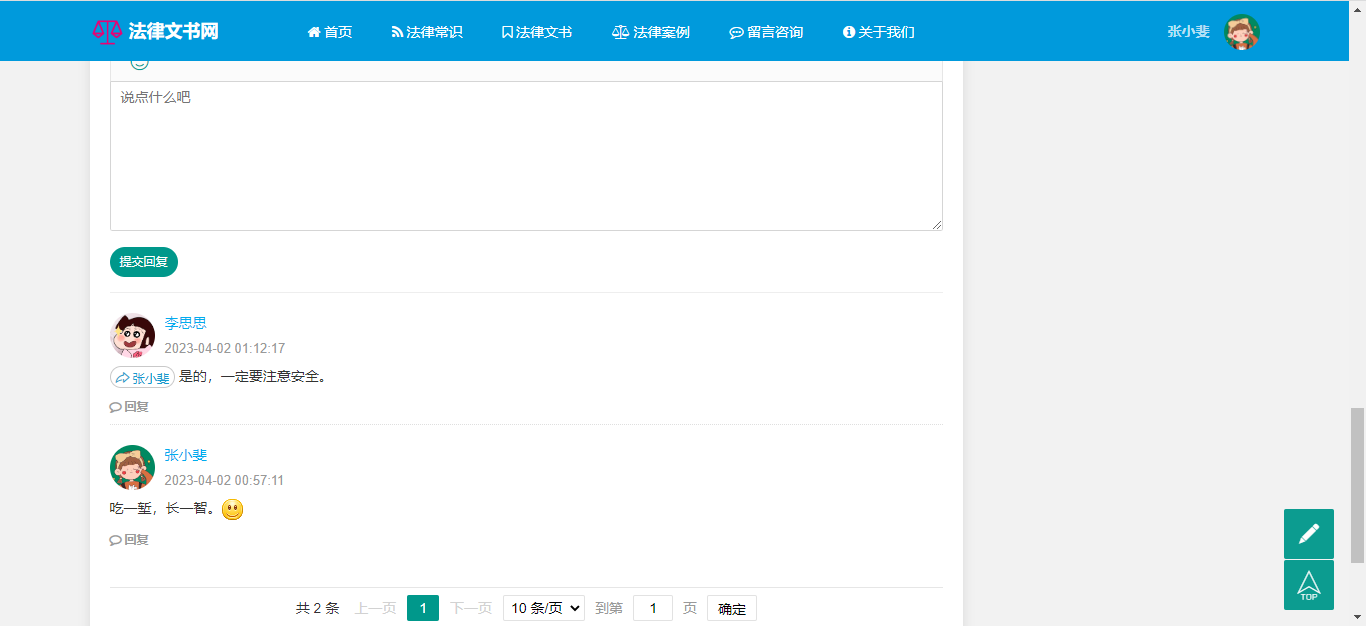 法律文书网 首页 法律常识 法律文书 法律案例 留言咨询 关于我们 张小斐
说点什么吧
提交回复
李思思
2023-04-02 01:12:17
张小斐 是的，一定要注意安全。
回复
张小斐
2023-04-02 00:57:11
吃一堑，长一智。
回复
TOP
共 2 条 上一页 1 下一页 10 条/页 到第 1 页 确定